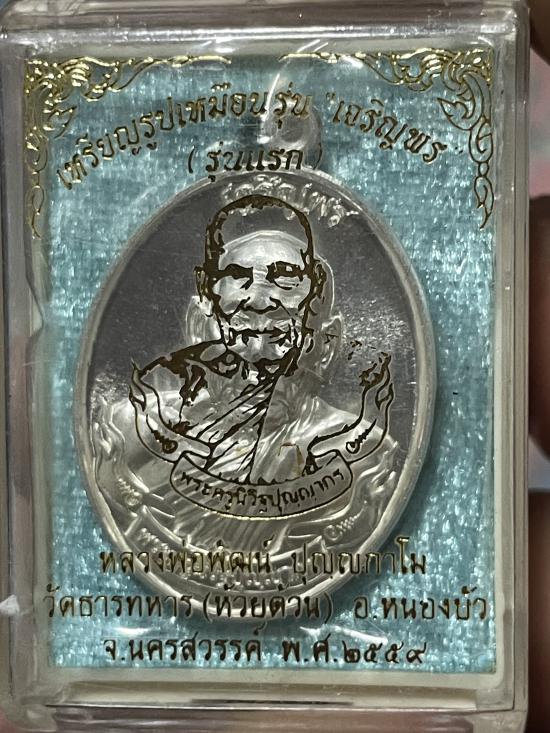 เหรียญรูปเหมือนรุ่น "เจริญพร"
(รุ่นแรก)
เจริญพร
พระครูนิวิฐปุญญากร
หลวงพ่อพัฒน์ ปุญฺญกาโม
วัดธารทหาร (ห้วยด้วน) อ.หนองบัว
จ.นครสวรรค์ พ.ศ.๒๕๕๙